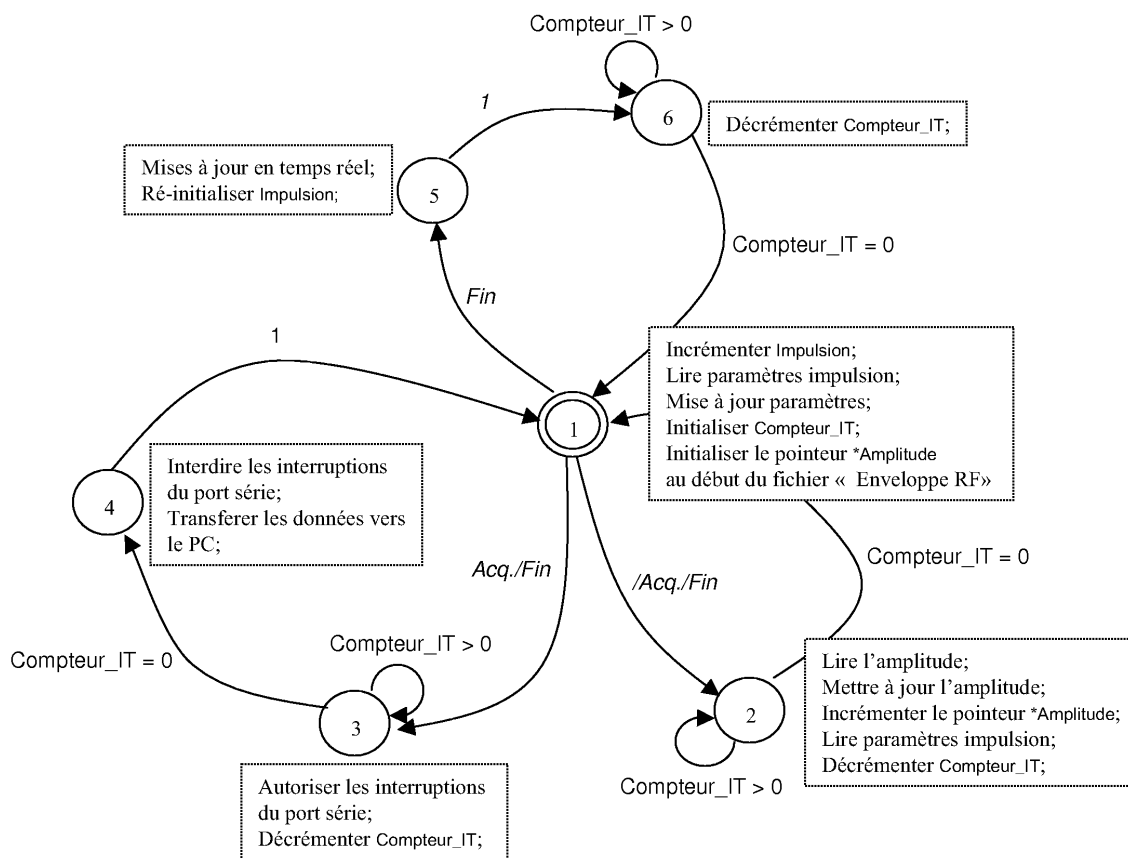 Compteur_IT > 0
1
6
Décrémenter Compteur_IT;
Mises à jour en temps réel;
Ré-initialiser Impulsion;
5
Compteur_IT = 0
Fin
1
Incrémenter Impulsion;
Lire paramètres impulsion;
Mise à jour paramètres;
Initialiser Compteur_IT;
Initialiser le pointeur *Amplitude
au début du fichier «  Enveloppe RF»
1
Interdire les interruptions
du port série;
Transferer les données vers
le PC;
4
Compteur_IT = 0
Acq./Fin
/Acq./Fin
Compteur_IT > 0
Compteur_IT = 0
3
2
Lire l’amplitude;
Mettre à jour l’amplitude;
Incrémenter le pointeur *Amplitude;
Lire paramètres impulsion;
Décrémenter Compteur_IT;
Compteur_IT > 0
Autoriser les interruptions
du port série;
Décrémenter Compteur_IT;